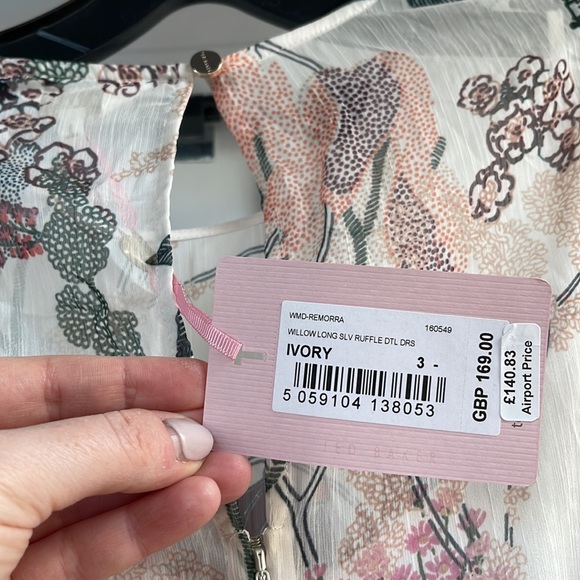 WMD-REMORRA
160549
WILLOW LONG SLV RUFFLE DTL DRS
IVORY
3 -
5 059104 138053
GBP 169.00
£140.83
Airport Price
TED BAKER